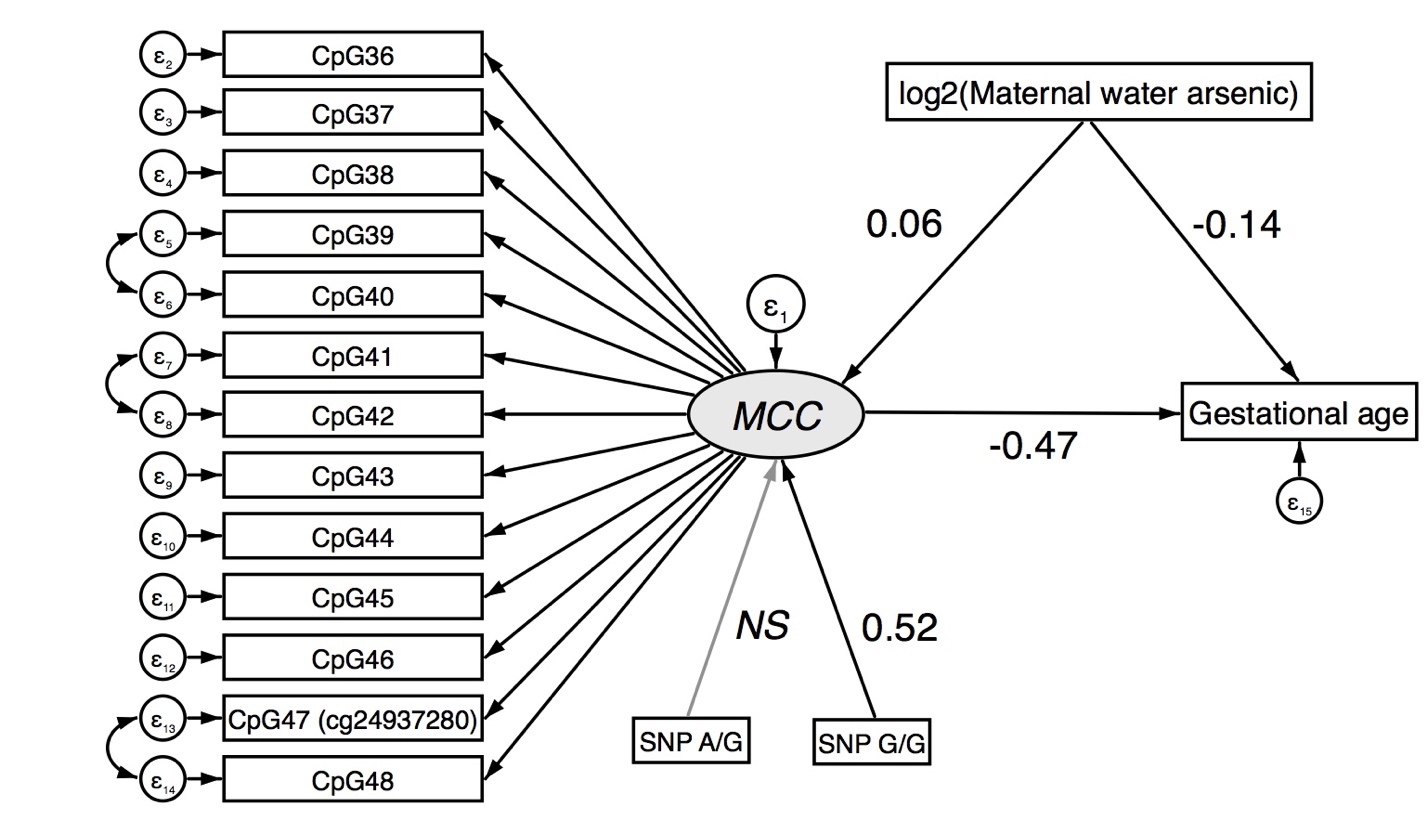 ε2
CpG36
ε3
CpG37
ε4
CpG38
ε5
CpG39
ε6
CpG40
ε7
CpG41
ε8
CpG42
ε9
CpG43
ε10
CpG44
ε11
CpG45
ε12
CpG46
ε13
CpG47 (cg24937280)
ε14
CpG48
ε1
MCC
log2(Maternal water arsenic)
0.06
-0.14
-0.47
Gestational age
ε15
NS
0.52
SNP A/G
SNP G/G